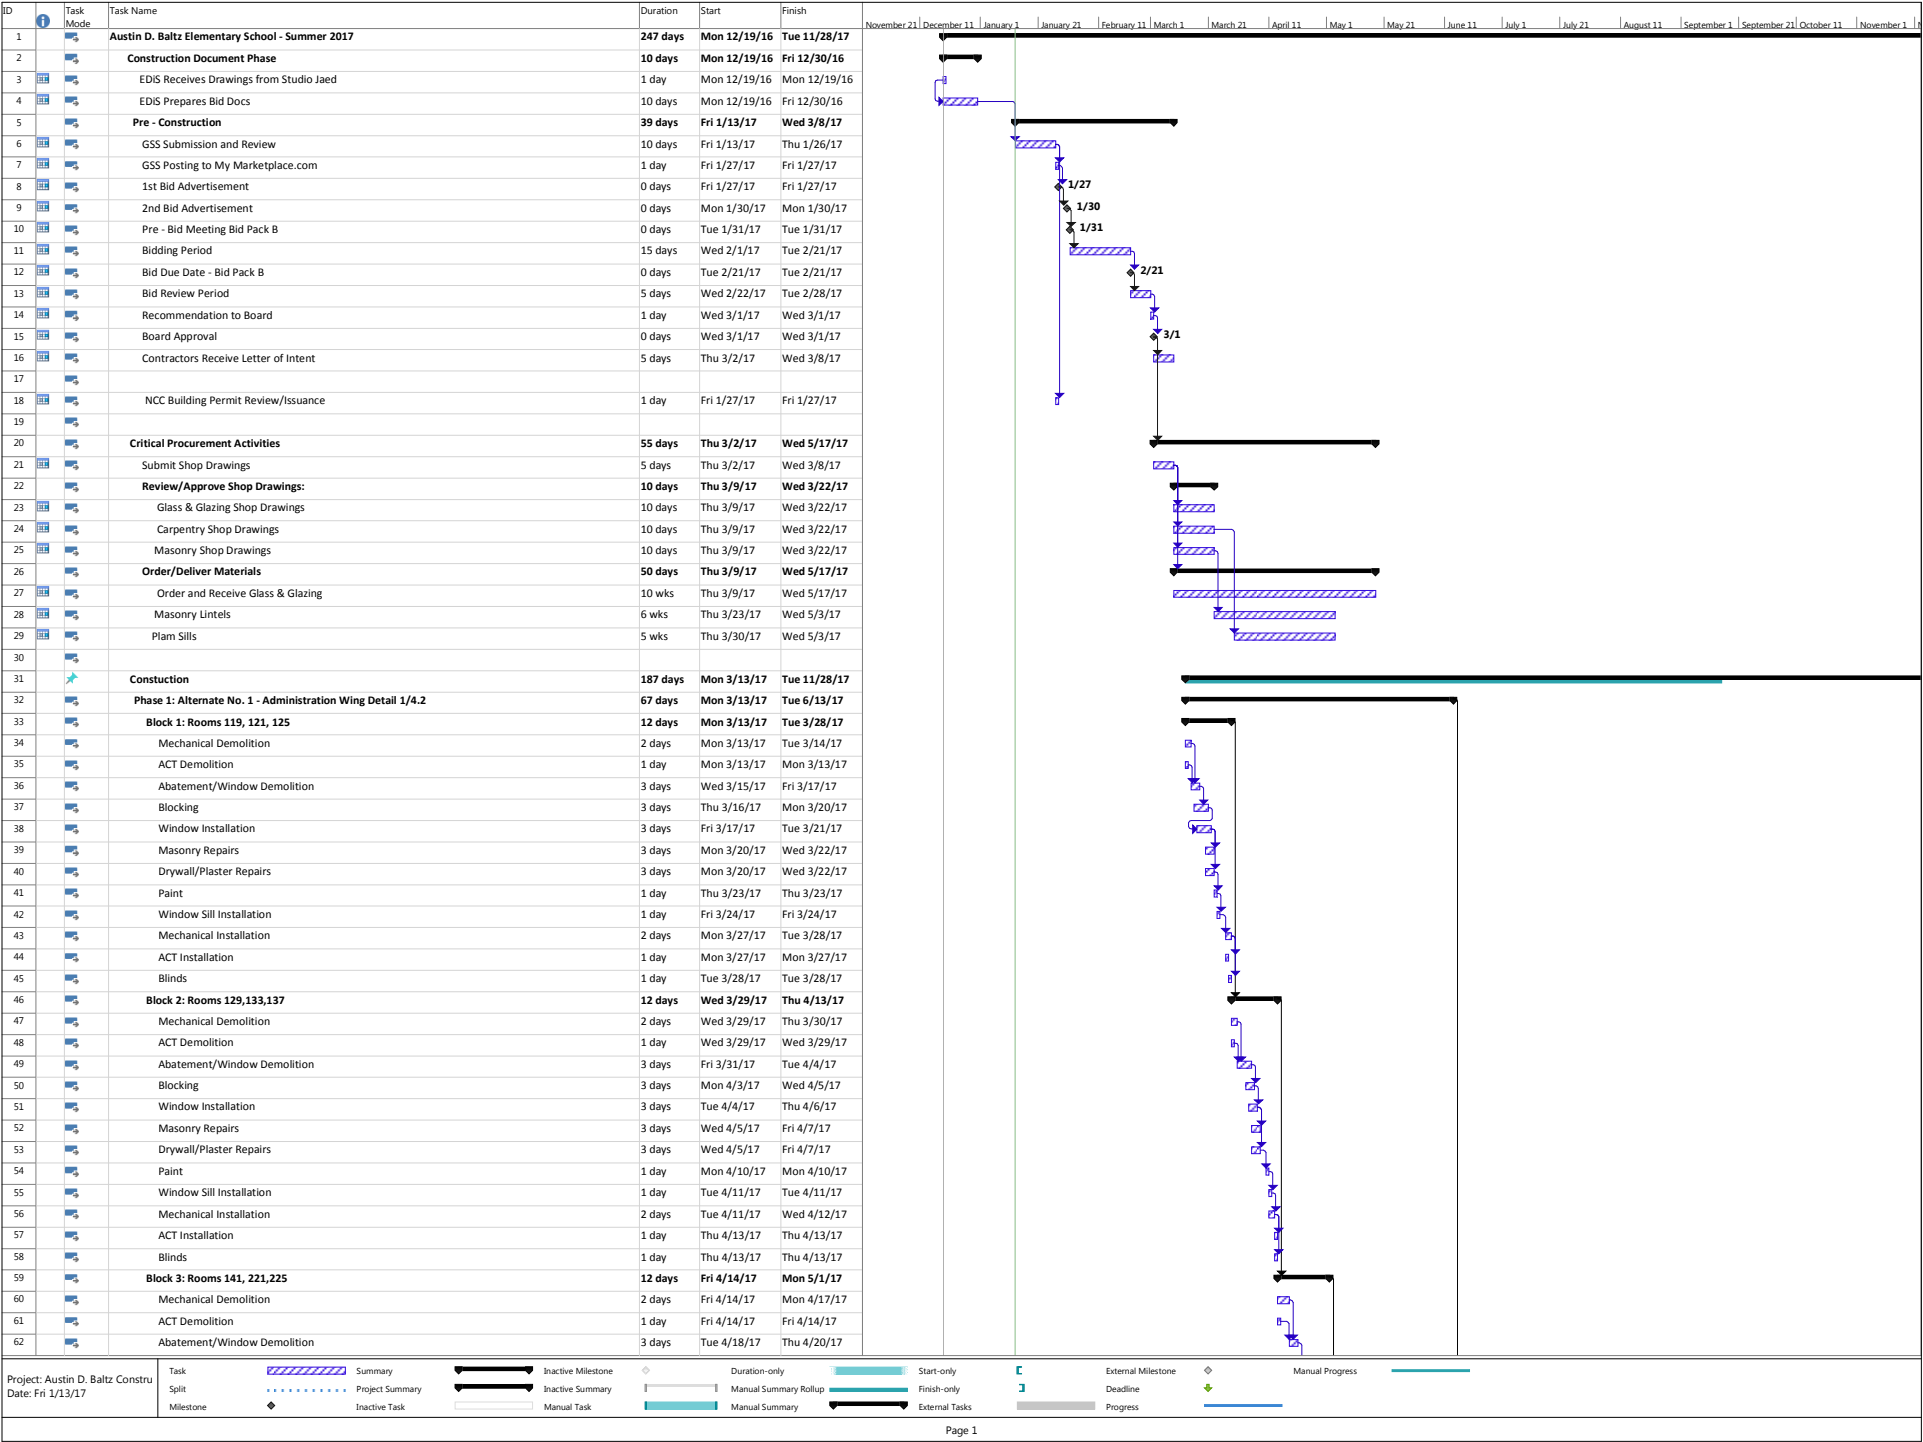 ID Task Mode Task Name Duration Start Finish
November 21 December 11 January 1 January 21 February 11 March 1 March 21 April 11 May 1 May 21 June 11 July 1 July 21 August 11 September 1 September 21 October 11 November 1
1 Austin D. Baltz Elementary School - Summer 2017 247 days Mon 12/19/16 Tue 11/28/17
2 Construction Document Phase 10 days Mon 12/19/16 Fri 12/30/16
3 EDiS Receives Drawings from Studio Jaed 1 day Mon 12/19/16 Mon 12/19/16
4 EDiS Prepares Bid Docs 10 days Mon 12/19/16 Fri 12/30/16
5 Pre - Construction 39 days Fri 1/13/17 Wed 3/8/17
6 GSS Submission and Review 10 days Fri 1/13/17 Thu 1/26/17
7 GSS Posting to My Marketplace.com 1 day Fri 1/27/17 Fri 1/27/17
8 1st Bid Advertisement 0 days Fri 1/27/17 Fri 1/27/17 1/27
9 2nd Bid Advertisement 0 days Mon 1/30/17 Mon 1/30/17 1/30
10 Pre - Bid Meeting Bid Pack B 0 days Tue 1/31/17 Tue 1/31/17 1/31
11 Bidding Period 15 days Wed 2/1/17 Tue 2/21/17
12 Bid Due Date - Bid Pack B 0 days Tue 2/21/17 Tue 2/21/17 2/21
13 Bid Review Period 5 days Wed 2/22/17 Tue 2/28/17
14 Recommendation to Board 1 day Wed 3/1/17 Wed 3/1/17
15 Board Approval 0 days Wed 3/1/17 Wed 3/1/17 3/1
16 Contractors Receive Letter of Intent 5 days Thu 3/2/17 Wed 3/8/17
17
18 NCC Building Permit Review/Issuance 1 day Fri 1/27/17 Fri 1/27/17
19
20 Critical Procurement Activities 55 days Thu 3/2/17 Wed 5/17/17
21 Submit Shop Drawings 5 days Thu 3/2/17 Wed 3/8/17
22 Review/Approve Shop Drawings: 10 days Thu 3/9/17 Wed 3/22/17
23 Glass & Glazing Shop Drawings 10 days Thu 3/9/17 Wed 3/22/17
24 Carpentry Shop Drawings 10 days Thu 3/9/17 Wed 3/22/17
25 Masonry Shop Drawings 10 days Thu 3/9/17 Wed 3/22/17
26 Order/Deliver Materials 50 days Thu 3/9/17 Wed 5/17/17
27 Order and Receive Glass & Glazing 10 wks Thu 3/9/17 Wed 5/17/17
28 Masonry Lintels 6 wks Thu 3/23/17 Wed 5/3/17
29 Plam Sills 5 wks Thu 3/30/17 Wed 5/3/17
30
31 Constuction 187 days Mon 3/13/17 Tue 11/28/17
32 Phase 1: Alternate No. 1 - Administration Wing Detail 1/4.2 67 days Mon 3/13/17 Tue 6/13/17
33 Block 1: Rooms 119, 121, 125 12 days Mon 3/13/17 Tue 3/28/17
34 Mechanical Demolition 2 days Mon 3/13/17 Tue 3/14/17
35 ACT Demolition 1 day Mon 3/13/17 Mon 3/13/17
36 Abatement/Window Demolition 3 days Wed 3/15/17 Fri 3/17/17
37 Blocking 3 days Thu 3/16/17 Mon 3/20/17
38 Window Installation 3 days Fri 3/17/17 Tue 3/21/17
39 Masonry Repairs 3 days Mon 3/20/17 Wed 3/22/17
40 Drywall/Plaster Repairs 3 days Mon 3/20/17 Wed 3/22/17
41 Paint 1 day Thu 3/23/17 Thu 3/23/17
42 Window Sill Installation 1 day Fri 3/24/17 Fri 3/24/17
43 Mechanical Installation 2 days Mon 3/27/17 Tue 3/28/17
44 ACT Installation 1 day Mon 3/27/17 Mon 3/27/17
45 Blinds 1 day Tue 3/28/17 Tue 3/28/17
46 Block 2: Rooms 129,133,137 12 days Wed 3/29/17 Thu 4/13/17
47 Mechanical Demolition 2 days Wed 3/29/17 Thu 3/30/17
48 ACT Demolition 1 day Wed 3/29/17 Wed 3/29/17
49 Abatement/Window Demolition 3 days Fri 3/31/17 Tue 4/4/17
50 Blocking 3 days Mon 4/3/17 Wed 4/5/17
51 Window Installation 3 days Tue 4/4/17 Thu 4/6/17
52 Masonry Repairs 3 days Wed 4/5/17 Fri 4/7/17
53 Drywall/Plaster Repairs 3 days Wed 4/5/17 Fri 4/7/17
54 Paint 1 day Mon 4/10/17 Mon 4/10/17
55 Window Sill Installation 1 day Tue 4/11/17 Tue 4/11/17
56 Mechanical Installation 2 days Tue 4/11/17 Wed 4/12/17
57 ACT Installation 1 day Thu 4/13/17 Thu 4/13/17
58 Blinds 1 day Thu 4/13/17 Thu 4/13/17
59 Block 3: Rooms 141, 221,225 12 days Fri 4/14/17 Mon 5/1/17
60 Mechanical Demolition 2 days Fri 4/14/17 Mon 4/17/17
61 ACT Demolition 1 day Fri 4/14/17 Fri 4/14/17
62 Abatement/Window Demolition 3 days Tue 4/18/17 Thu 4/20/17
Project: Austin D. Baltz Constru
Date: Fri 1/13/17
Task Summary Inactive Milestone Duration-only Start-only External Milestone Manual Progress
Split Project Summary Inactive Summary Manual Summary Rollup Finish-only Deadline
Milestone Inactive Task Manual Task Manual Summary External Tasks Progress
Page 1